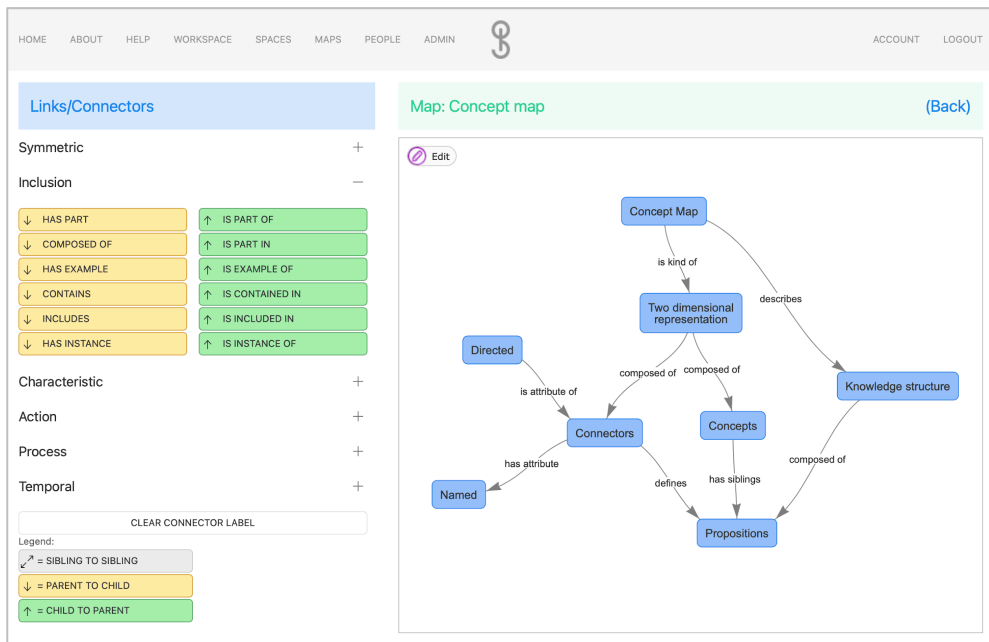 HOME ABOUT HELP WORKSPACE SPACES MAPS PEOPLE ADMIN ACCOUNT LOGOUT
Links/Connectors
Symmetric
Inclusion
↓ HAS PART ↑ IS PART OF
↓ COMPOSED OF ↑ IS PART IN
↓ HAS EXAMPLE ↑ IS EXAMPLE OF
↓ CONTAINS ↑ IS CONTAINED IN
↓ INCLUDES ↑ IS INCLUDED IN
↓ HAS INSTANCE ↑ IS INSTANCE OF
Characteristic
Action
Process
Temporal
CLEAR CONNECTOR LABEL
Legend:
= SIBLING TO SIBLING
↓ = PARENT TO CHILD
↑ = CHILD TO PARENT
Map: Concept map (Back)
Edit
Concept Map
is kind of
describes
Two dimensional
representation
Directed
composed of composed of
Knowledge structure
is attribute of
Connectors
Concepts
has attribute
defines
has siblings
composed of
Named
Propositions